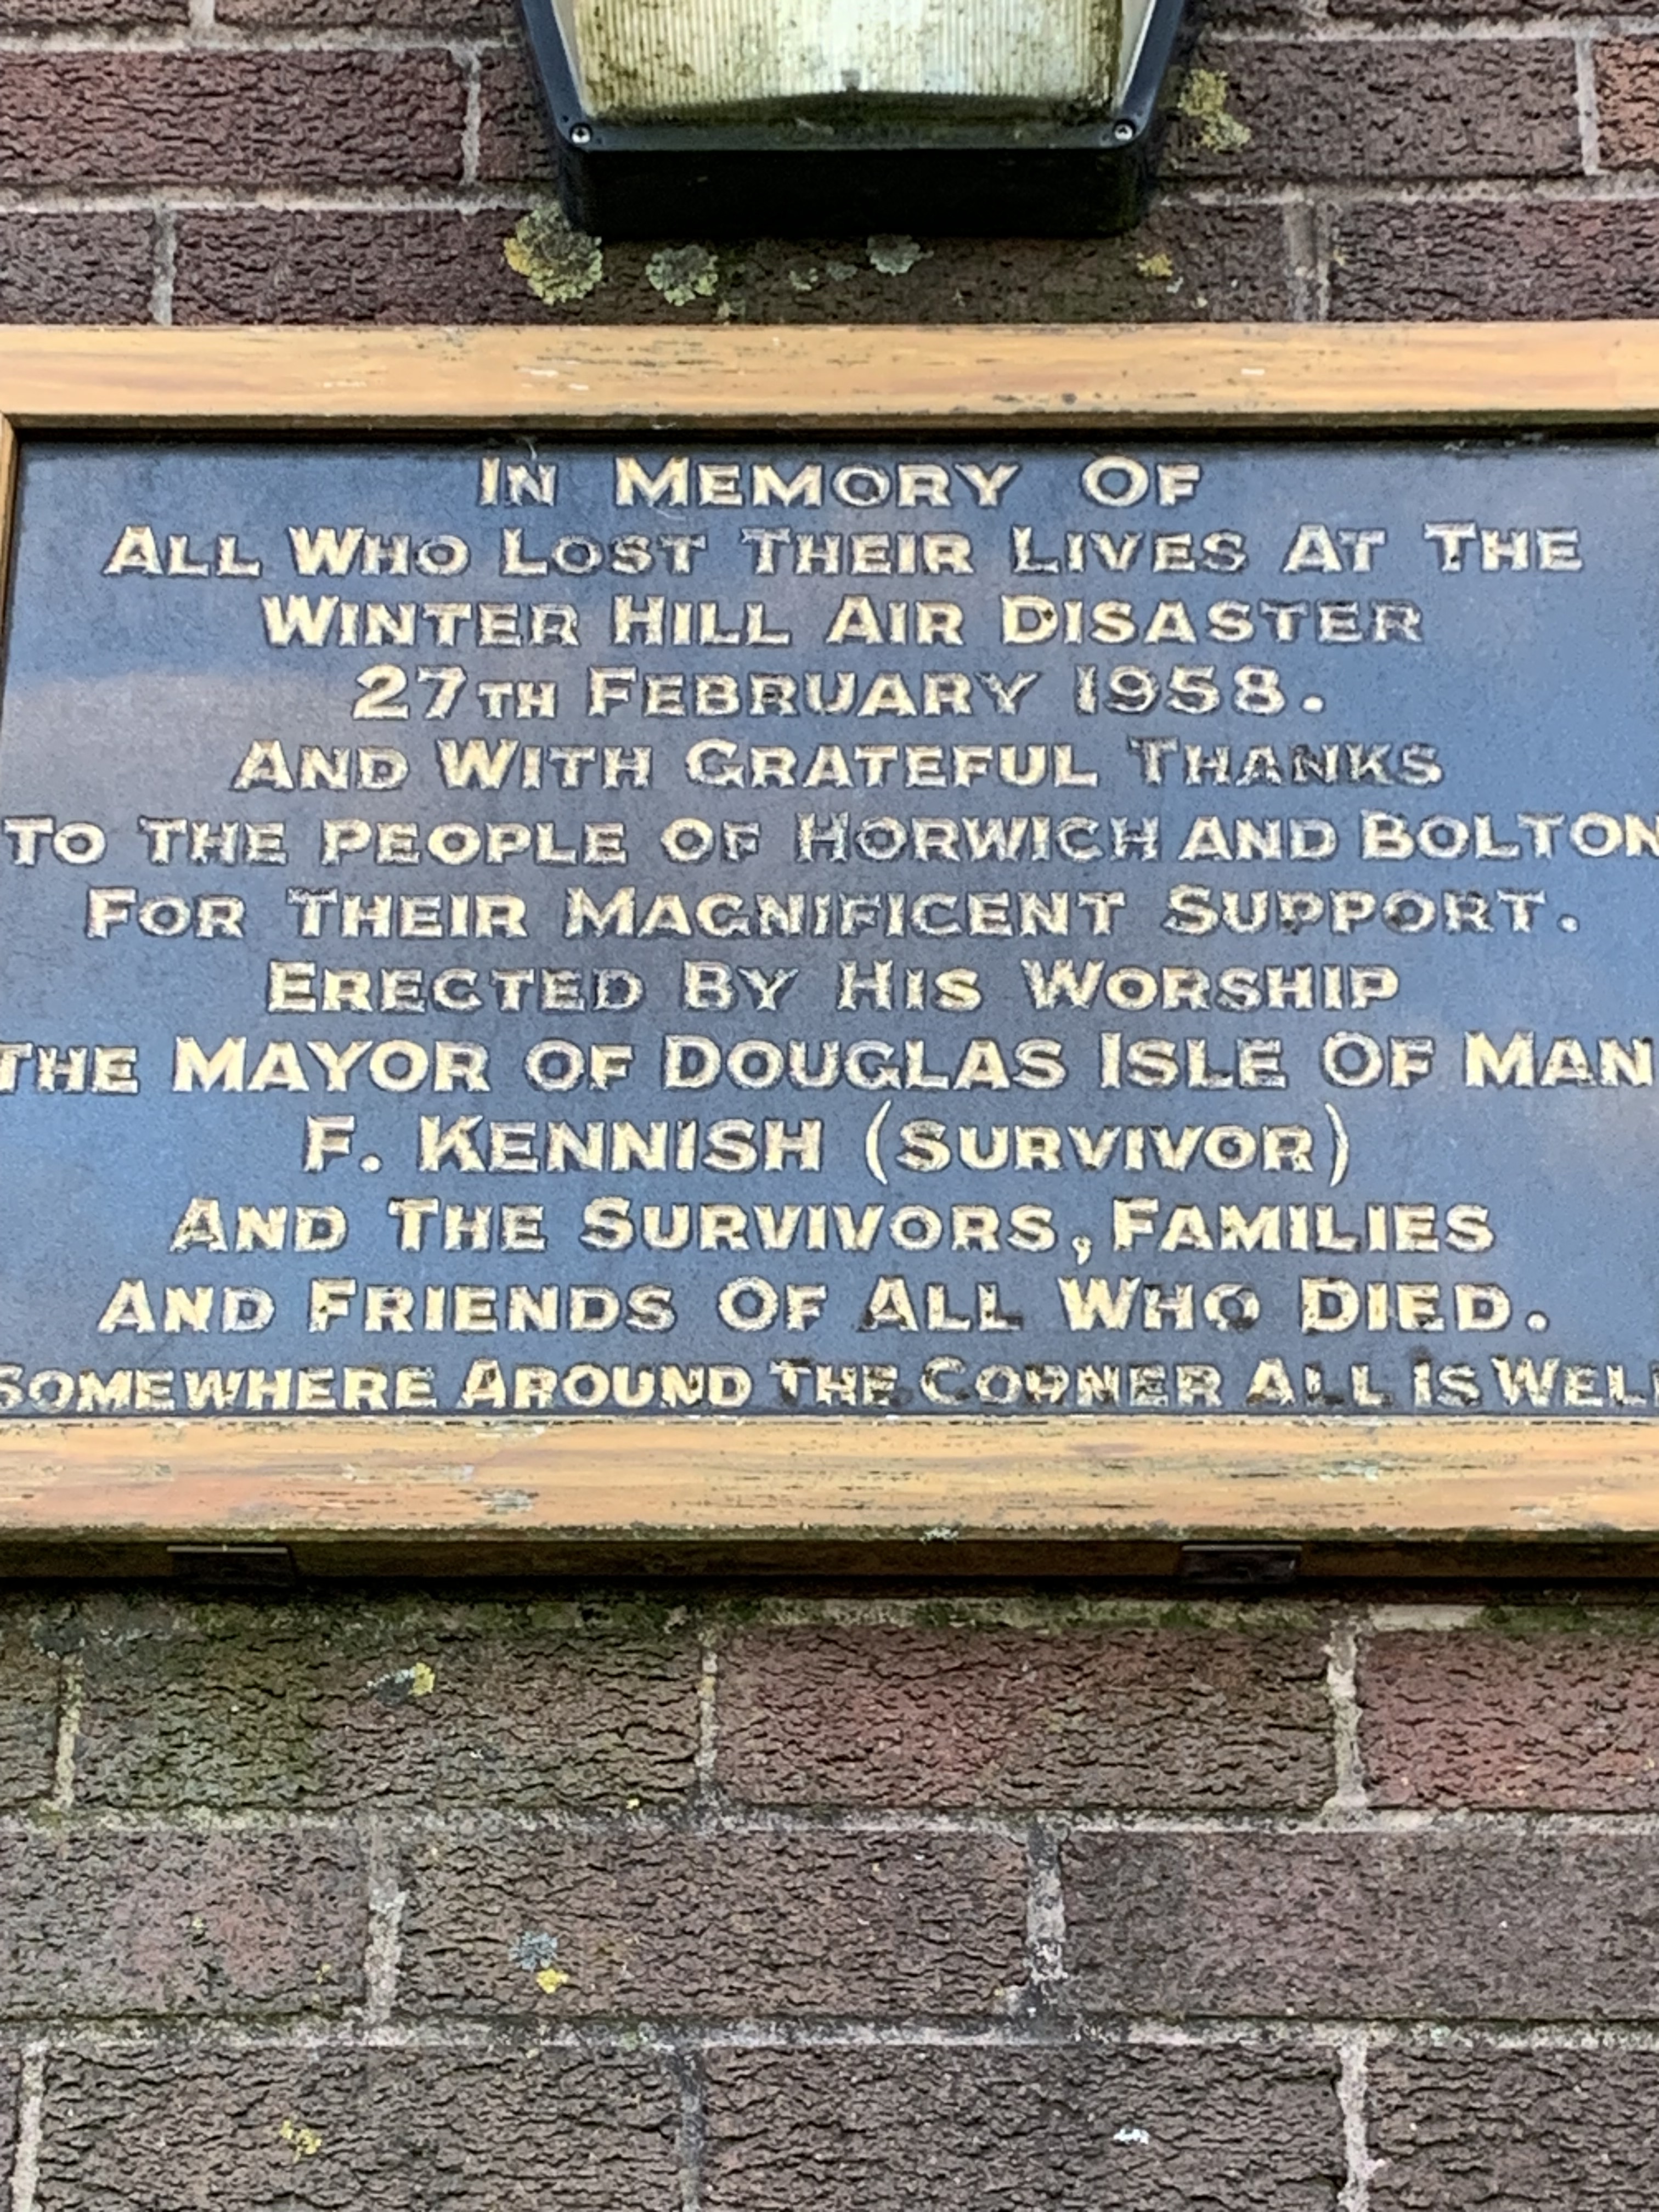 IN MEMORY OF
ALL WHO LOST THEIR LIVES AT THE
WINTER HILL AIR DISASTER
27TH FEBRUARY 1958.
AND WITH GRATEFUL THANKS
TO THE PEOPLE OF HORWICH AND BOLTON
FOR THEIR MAGNIFICENT SUPPORT.
ERECTED BY HIS WORSHIP
THE MAYOR OF DOUGLAS ISLE OF MAN
F. KENNISH (SURVIVOR)
AND THE SURVIVORS, FAMILIES
AND FRIENDS OF ALL WHO DIED.
SOMEWHERE AROUND THE CORNER ALL IS WELL